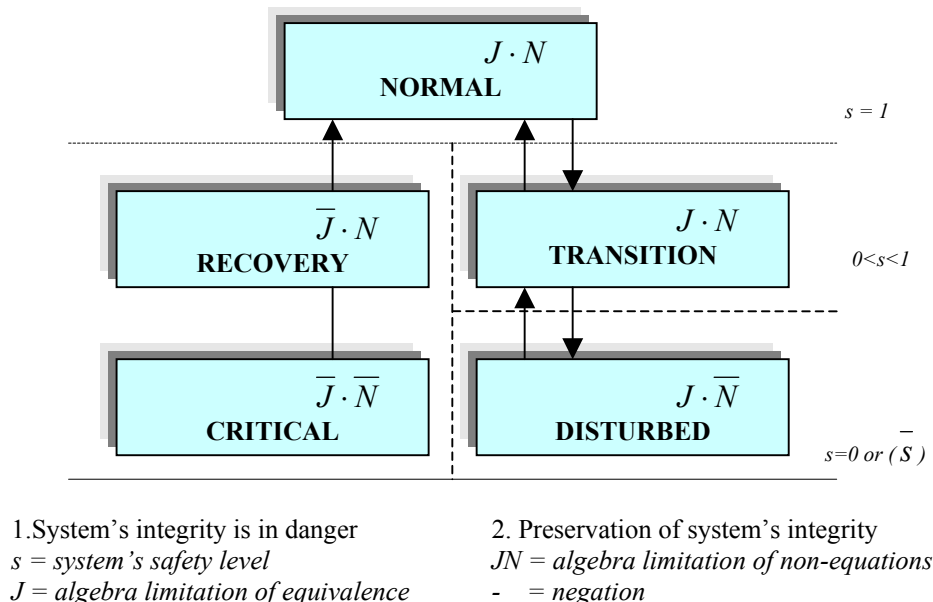 J · N
NORMAL
s = 1
J̅ · N
RECOVERY
J · N
TRANSITION
0<s<1
J̅ · N̅
CRITICAL
J · N̅
DISTURBED
s=0 or ( s̅ )
1.System’s integrity is in danger
2. Preservation of system’s integrity
s = system’s safety level
JN = algebra limitation of non-equations
J = algebra limitation of equivalence
- = negation